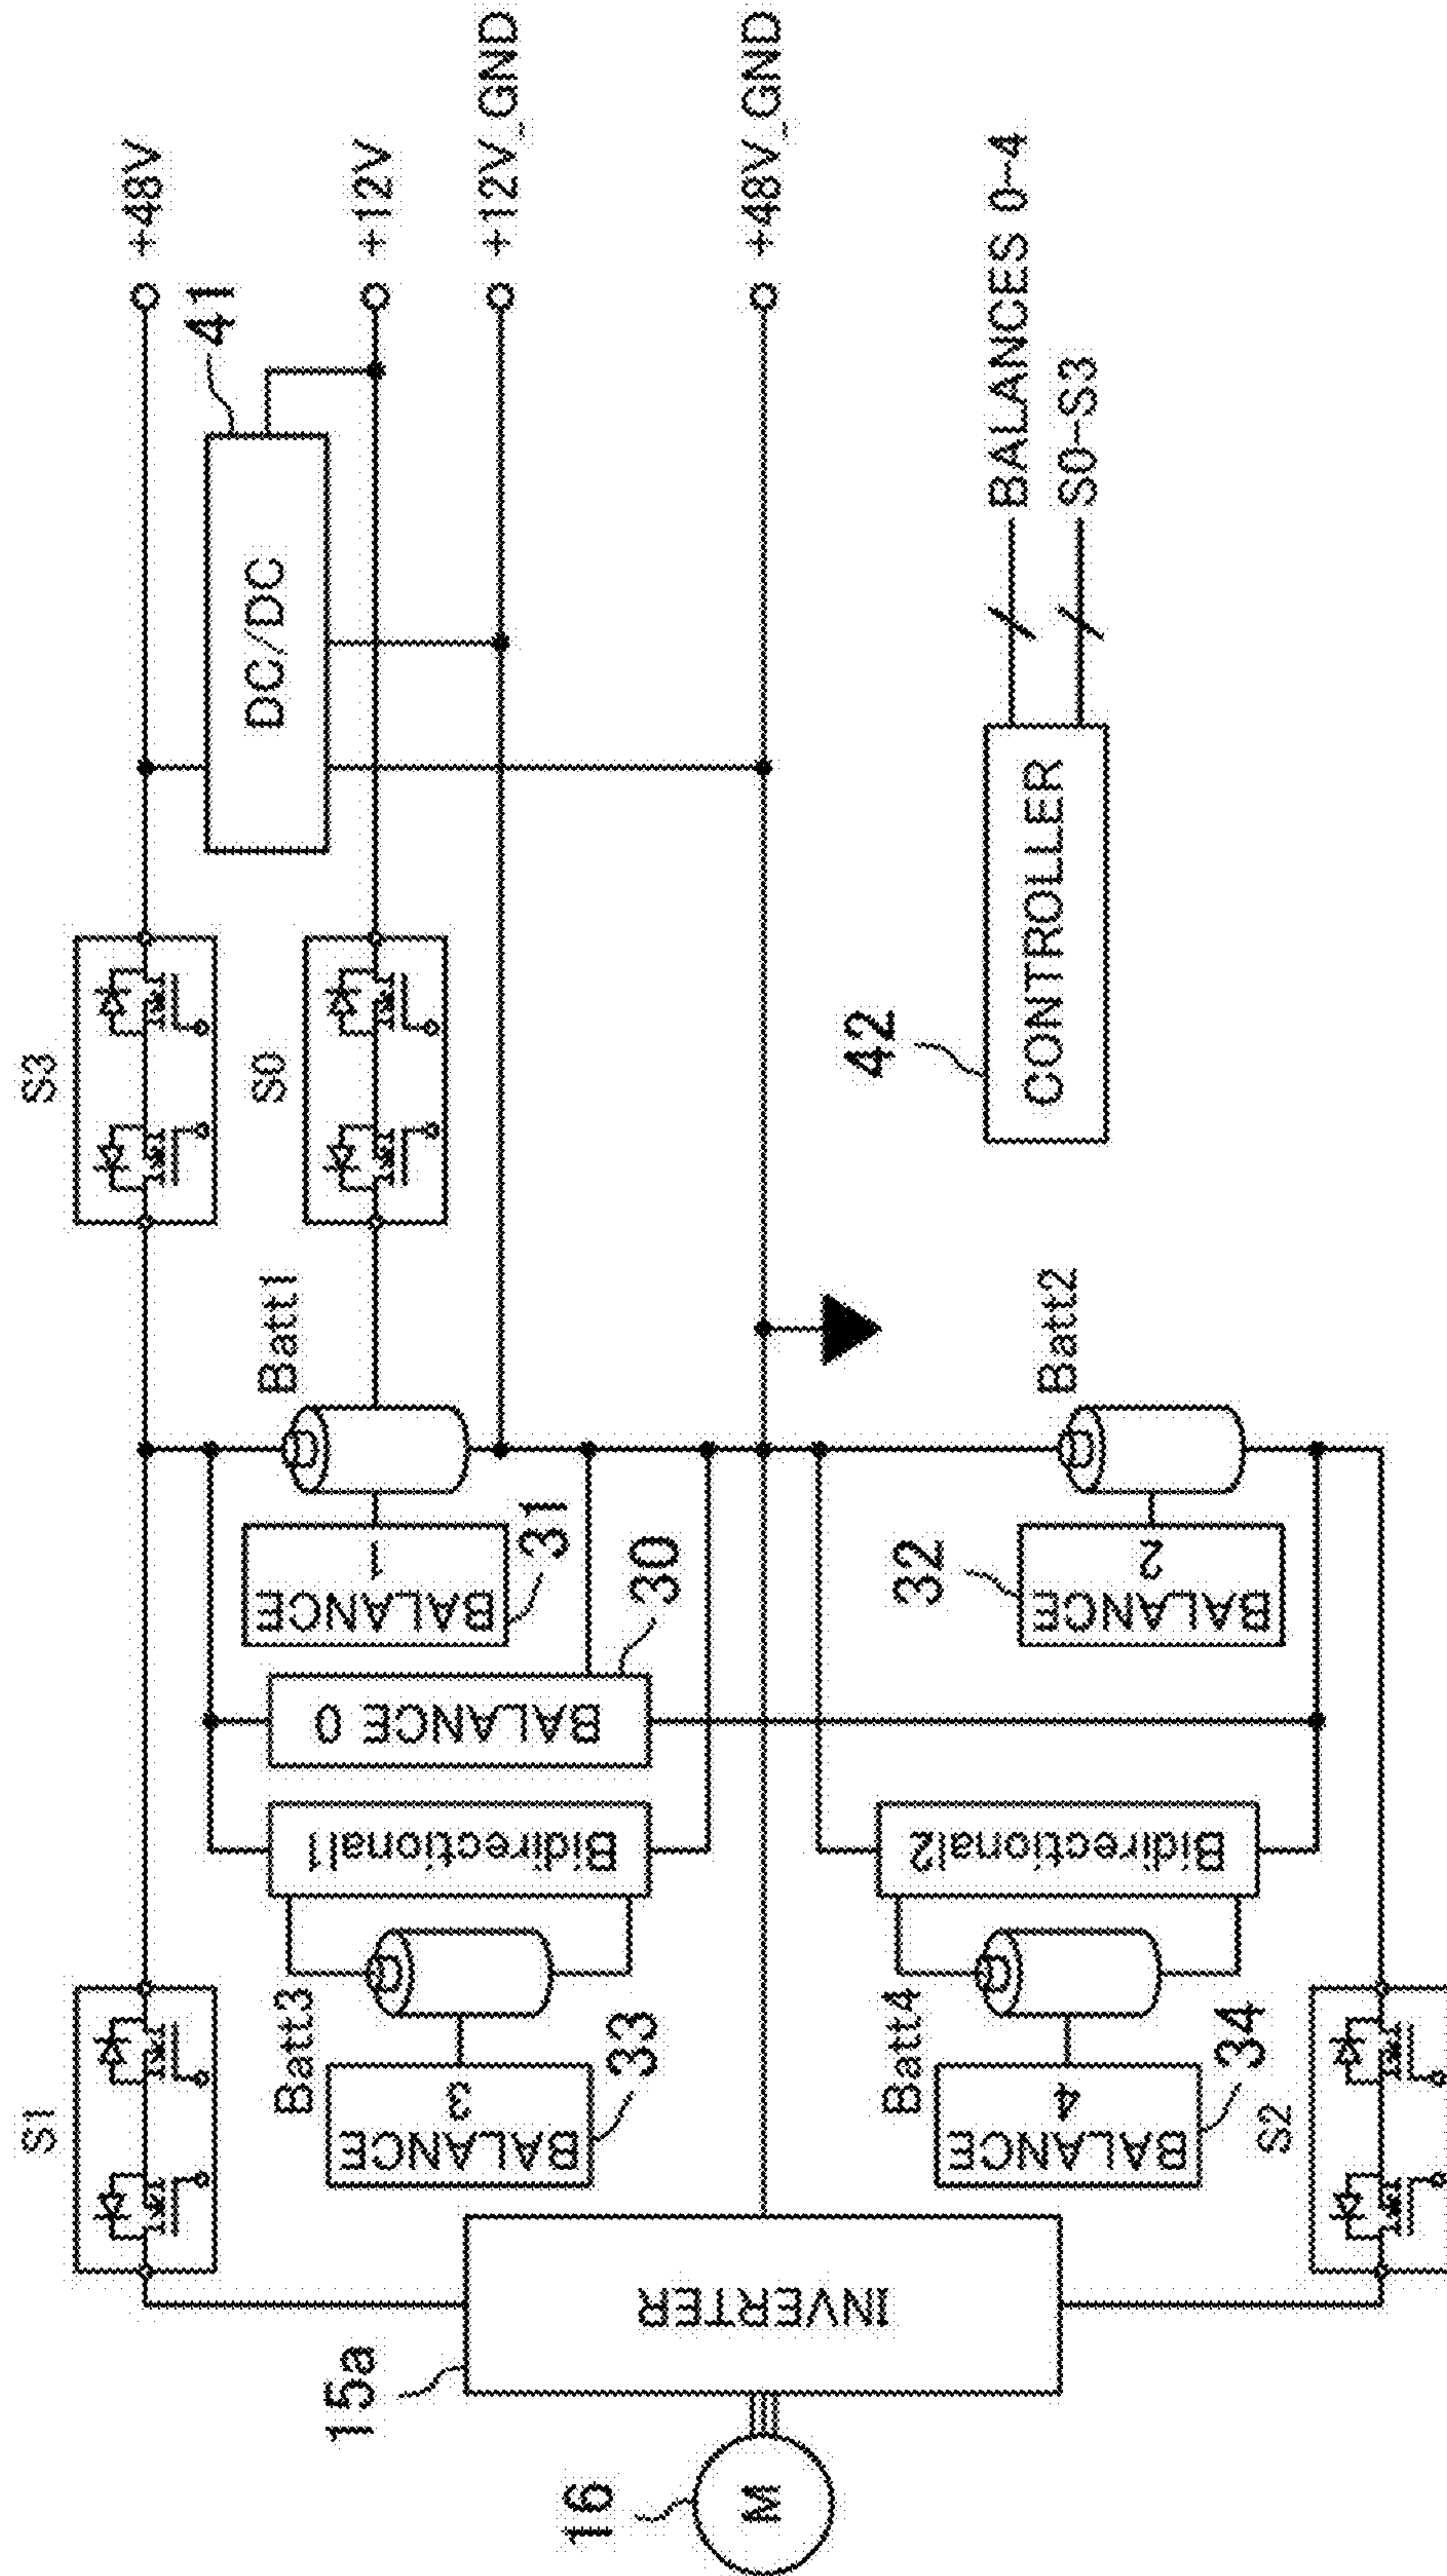 S1
S3
+48V
41
DC/DC
S0
+12V
+12V_GND
+48V_GND
Batt1
BALANCE
1
31
BALANCE 0
30
Bidirectional1
Batt3
BALANCE
3
33
15a
INVERTER
16
M
Batt2
BALANCE
2
32
Bidirectional2
Batt4
BALANCE
4
34
S2
42
CONTROLLER
BALANCES 0-4
S0-S3